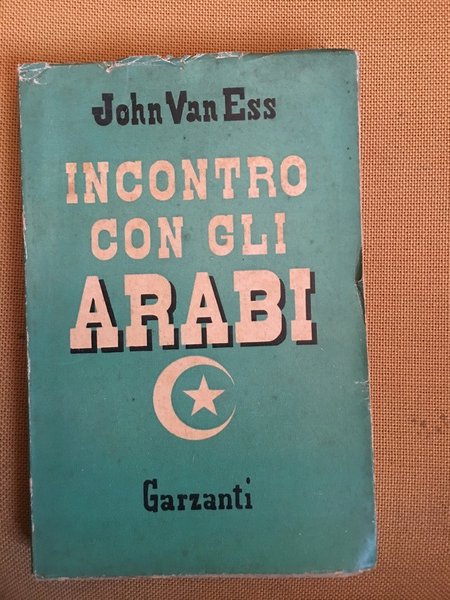 John Van Ess
INCONTRO
CON GLI
ARABI
Garzanti